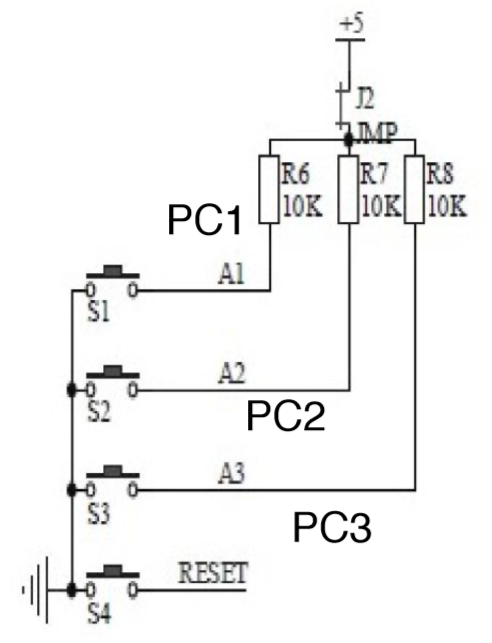 +5
J2
JMP
R6 R7 R8
10K 10K 10K
PC1
A1
S1
A2
S2
PC2
A3
S3
PC3
RESET
S4